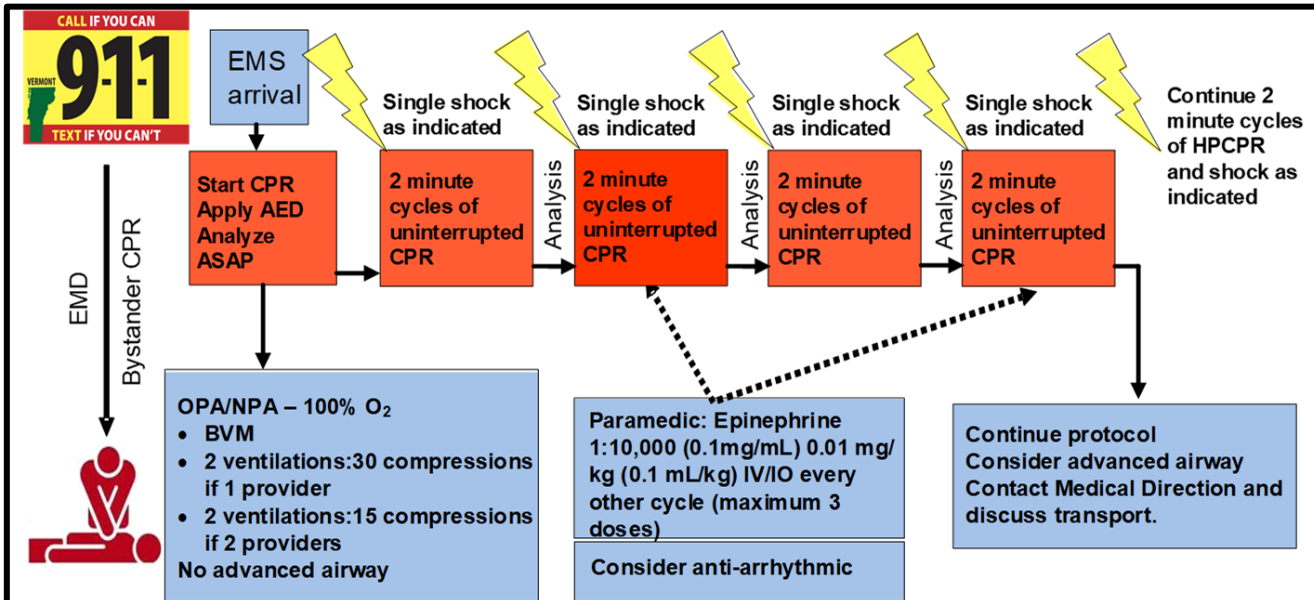 CALL IF YOU CAN
VERMONT
9-1-1
TEXT IF YOU CAN'T
EMD
Bystander CPR
EMS
arrival
Start CPR
Apply AED
Analyze
ASAP
Single shock
as indicated
2 minute
cycles of
uninterrupted
CPR
Analysis
Single shock
as indicated
2 minute
cycles of
uninterrupted
CPR
Analysis
Single shock
as indicated
2 minute
cycles of
uninterrupted
CPR
Analysis
Single shock
as indicated
2 minute
cycles of
uninterrupted
CPR
Continue 2
minute cycles
of HPCPR
and shock as
indicated
OPA/NPA – 100% O₂
• BVM
• 2 ventilations:30 compressions
if 1 provider
• 2 ventilations:15 compressions
if 2 providers
No advanced airway
Paramedic: Epinephrine
1:10,000 (0.1mg/mL) 0.01 mg/
kg (0.1 mL/kg) IV/IO every
other cycle (maximum 3
doses)
Consider anti-arrhythmic
Continue protocol
Consider advanced airway
Contact Medical Direction and
discuss transport.